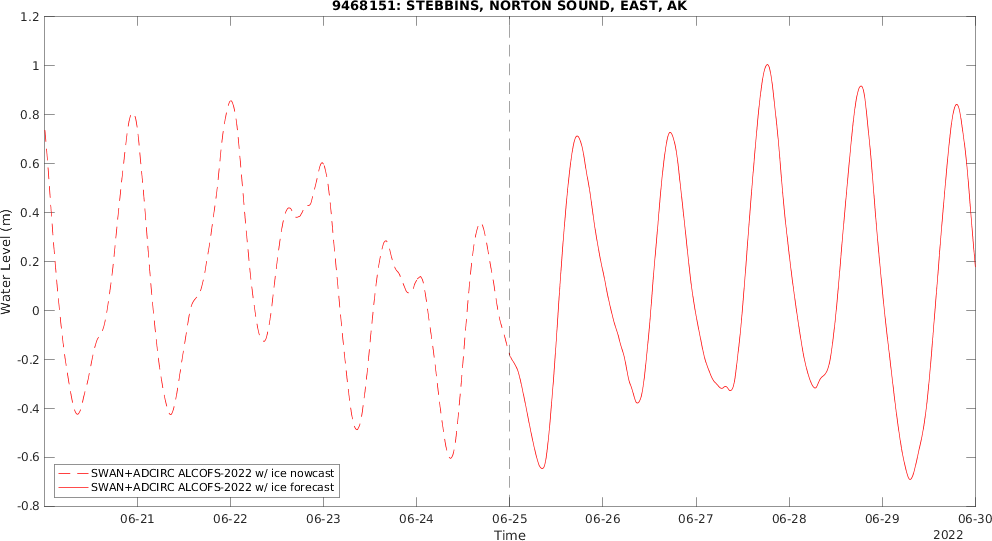 9468151: STEBBINS, NORTON SOUND, EAST, AK
1.2
1
0.8
0.6
0.4
0.2
0
-0.2
-0.4
-0.6
-0.8
Water Level (m)
SWAN+ADCIRC ALCOFS-2022 w/ ice nowcast
SWAN+ADCIRC ALCOFS-2022 w/ ice forecast
06-21 06-22 06-23 06-24 06-25 06-26 06-27 06-28 06-29 06-30
Time
2022